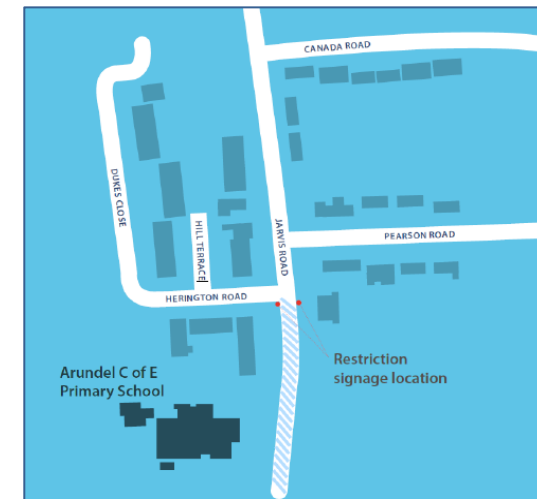 CANADA ROAD
DUKES CLOSE
HILL TERRACE
JARVIS ROAD
PEARSON ROAD
HERINGTON ROAD
Arundel C of E
Primary School
Restriction
signage location